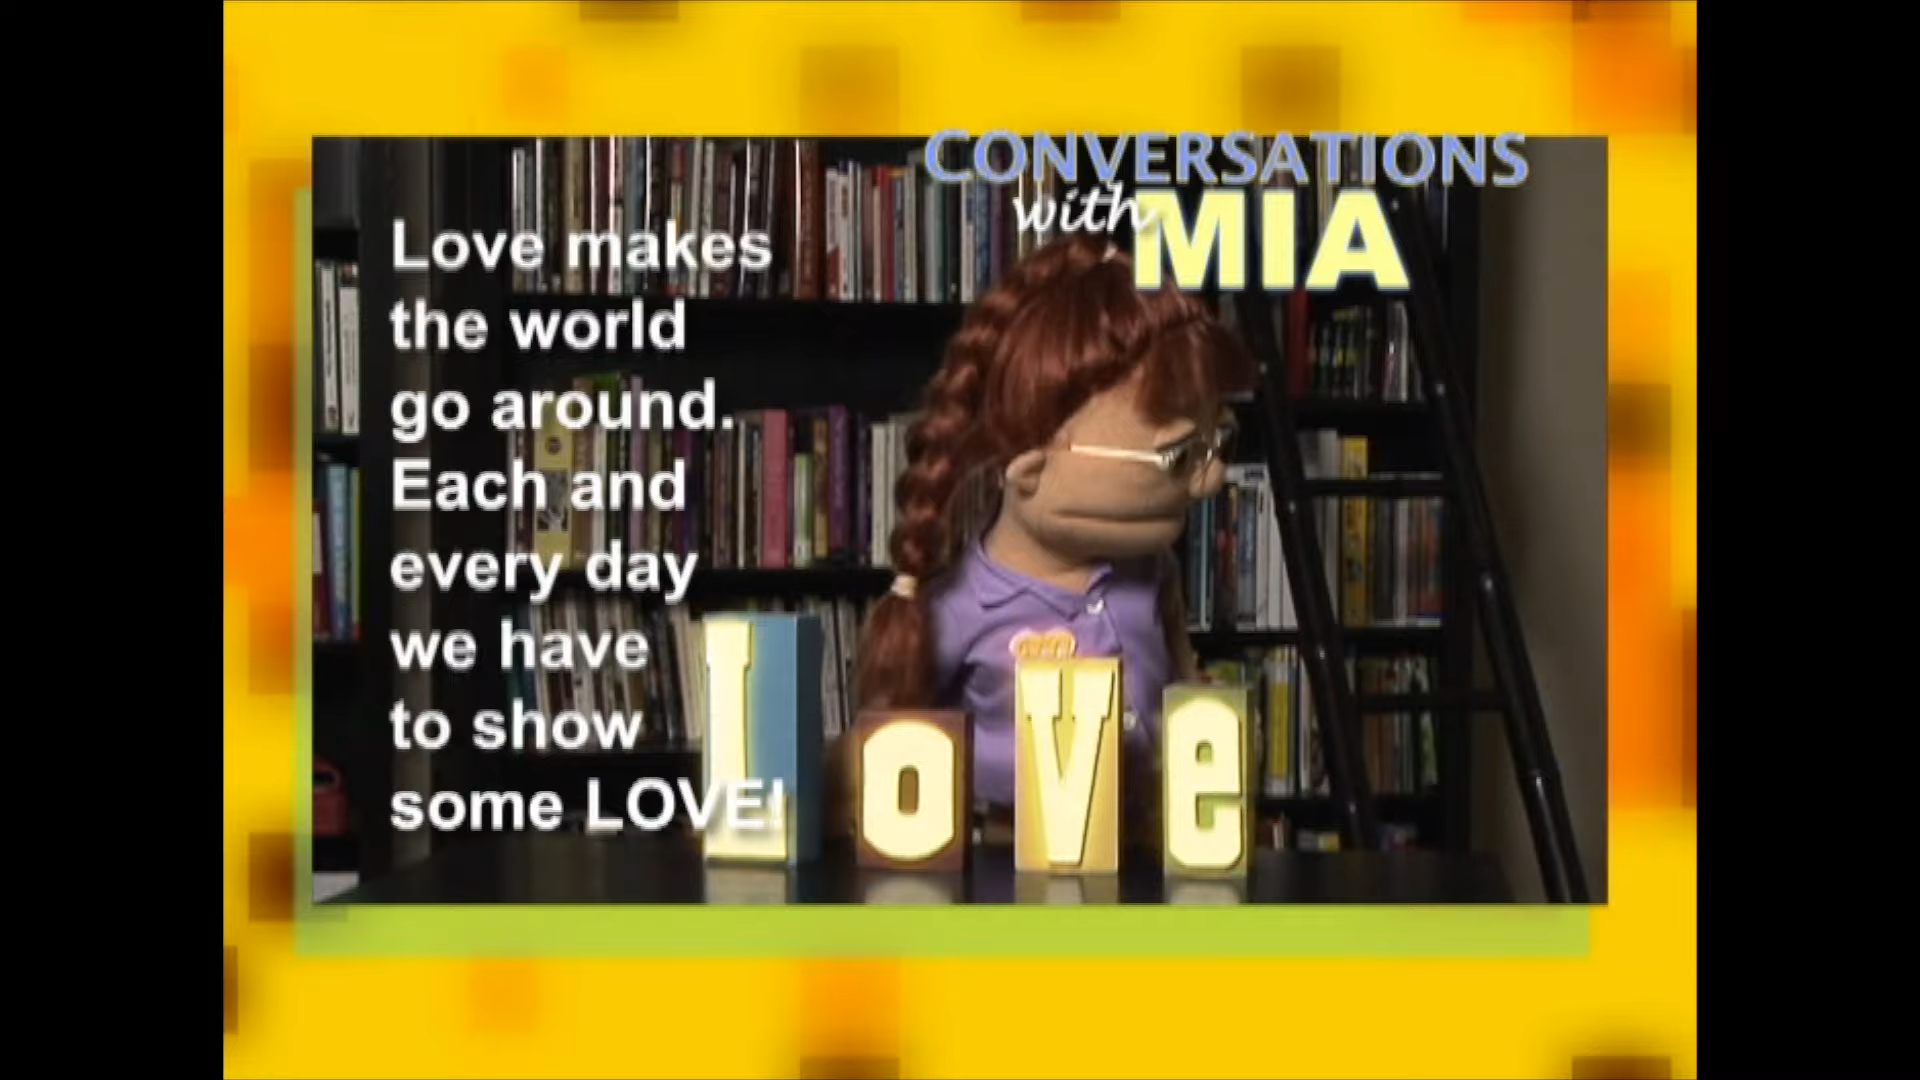 CONVERSATIONS
with MIA
Love makes
the world
go around.
Each and
every day
we have
to show
some LOVE!
Love